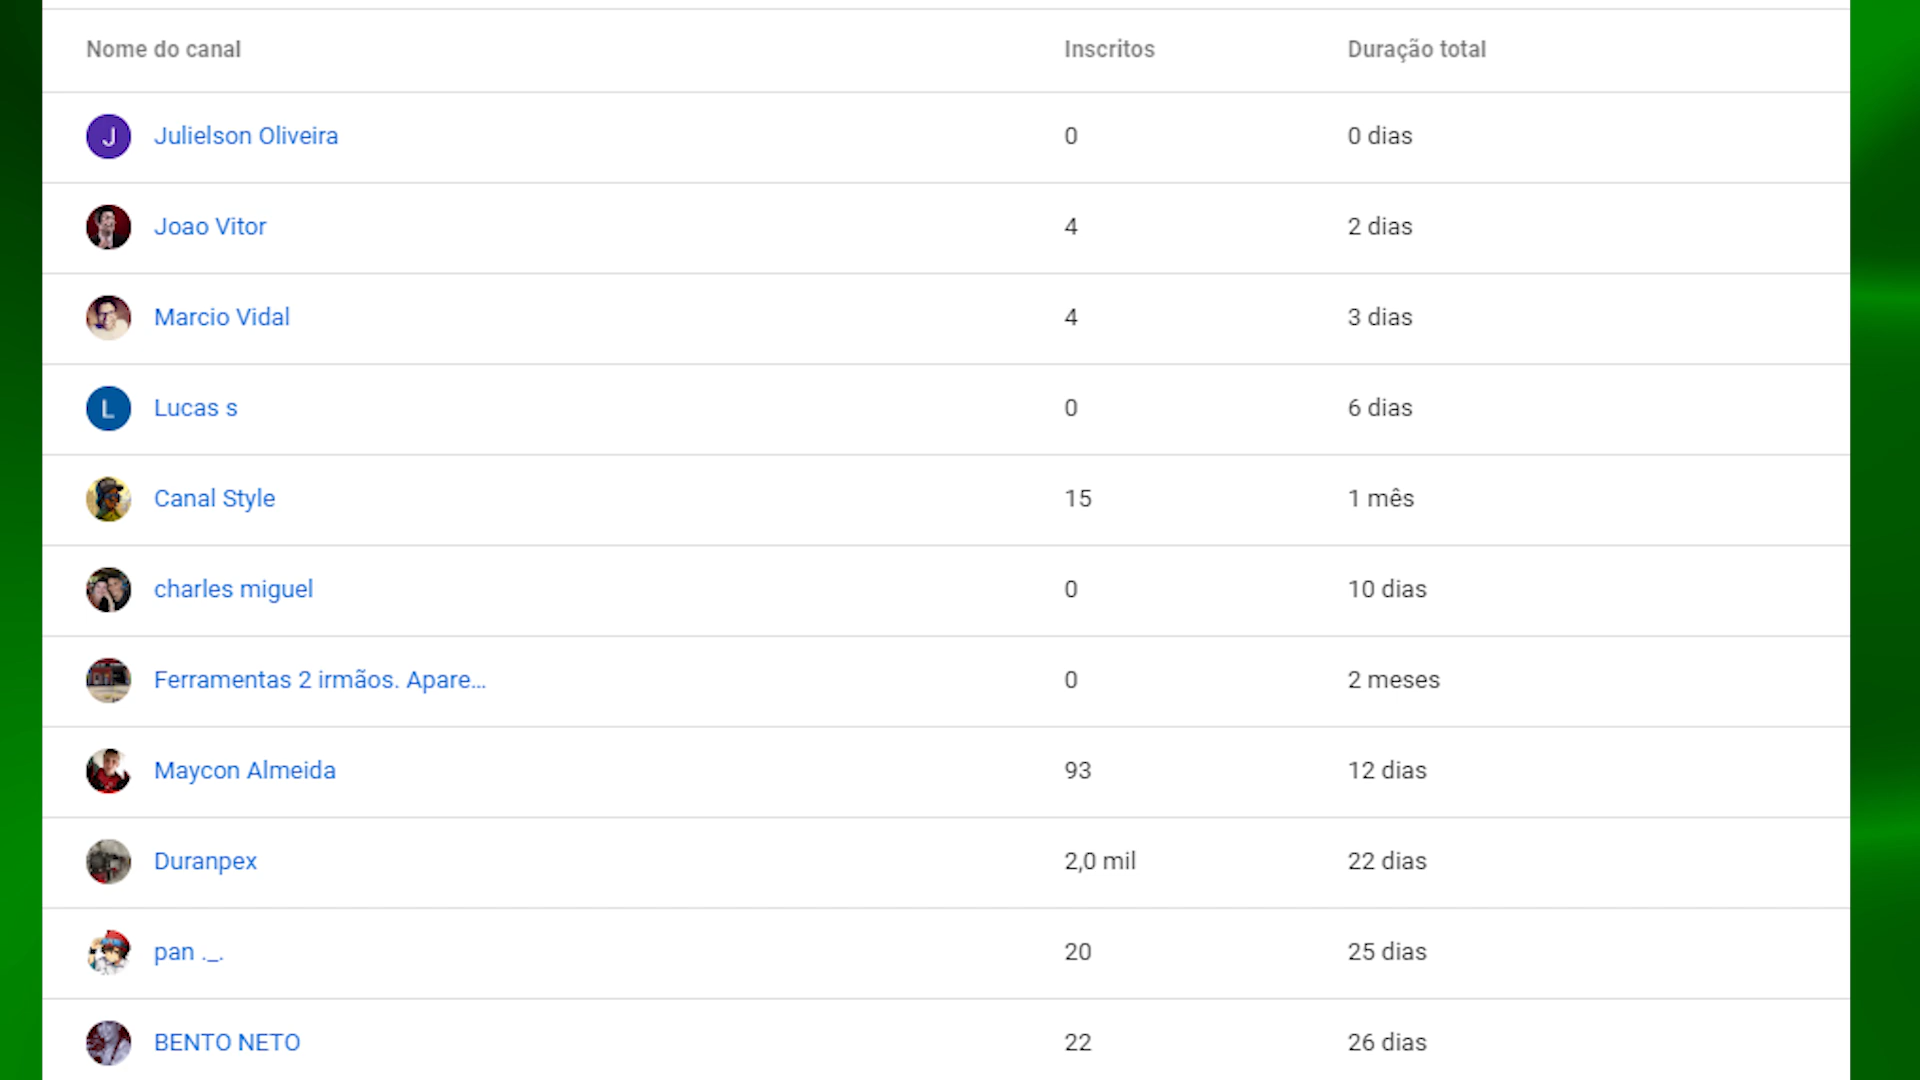 Nome do canal Inscritos Duração total
J Julielson Oliveira 0 0 dias
Joao Vitor 4 2 dias
Marcio Vidal 4 3 dias
L Lucas s 0 6 dias
Canal Style 15 1 mês
charles miguel 0 10 dias
Ferramentas 2 irmãos. Apare... 0 2 meses
Maycon Almeida 93 12 dias
Duranpex 2,0 mil 22 dias
pan ._. 20 25 dias
BENTO NETO 22 26 dias